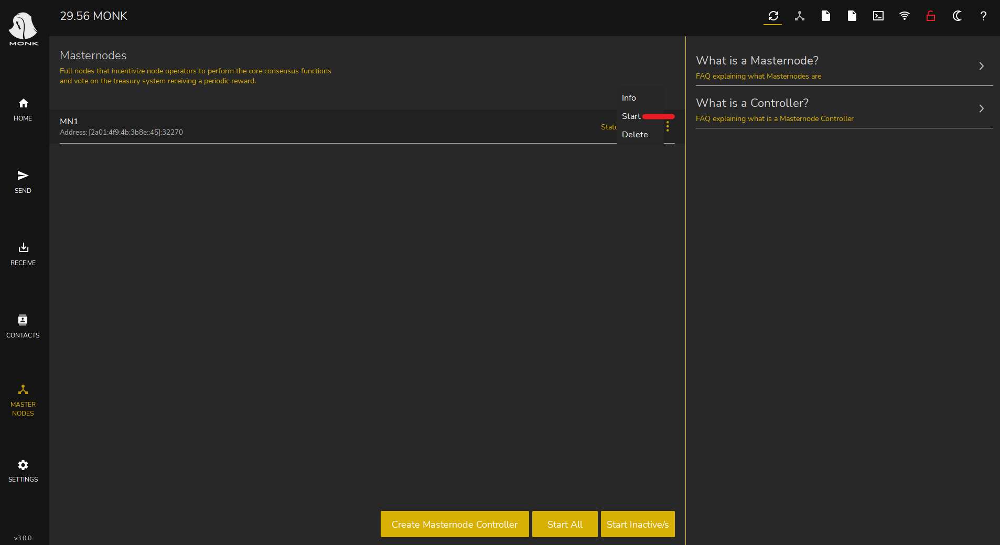 MONK
29.56 MONK
HOME
SEND
RECEIVE
CONTACTS
MASTER
NODES
SETTINGS
v3.0.0
Masternodes
Full nodes that incentivize node operators to perform the core consensus functions
and vote on the treasury system receiving a periodic reward.
MN1
Address: [2a01:4f9:4b:3b8e::45]:32270
Statu
Info
Start
Delete
Create Masternode Controller
Start All
Start Inactive/s
What is a Masternode?
FAQ explaining what Masternodes are
What is a Controller?
FAQ explaining what is a Masternode Controller